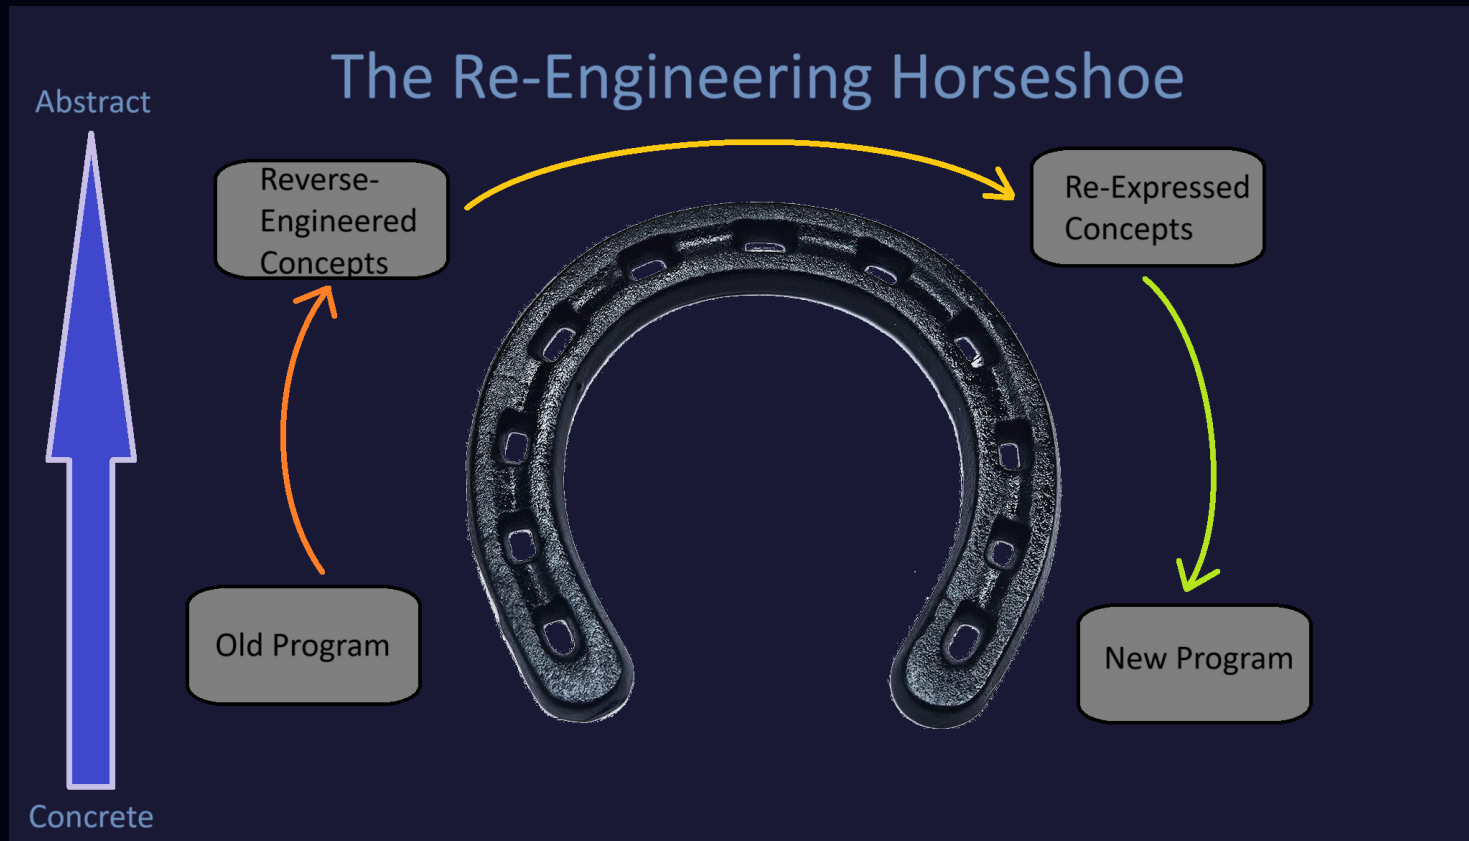 The Re-Engineering Horseshoe
Abstract
Reverse-
Engineered
Concepts
Re-Expressed
Concepts
Old Program
New Program
Concrete